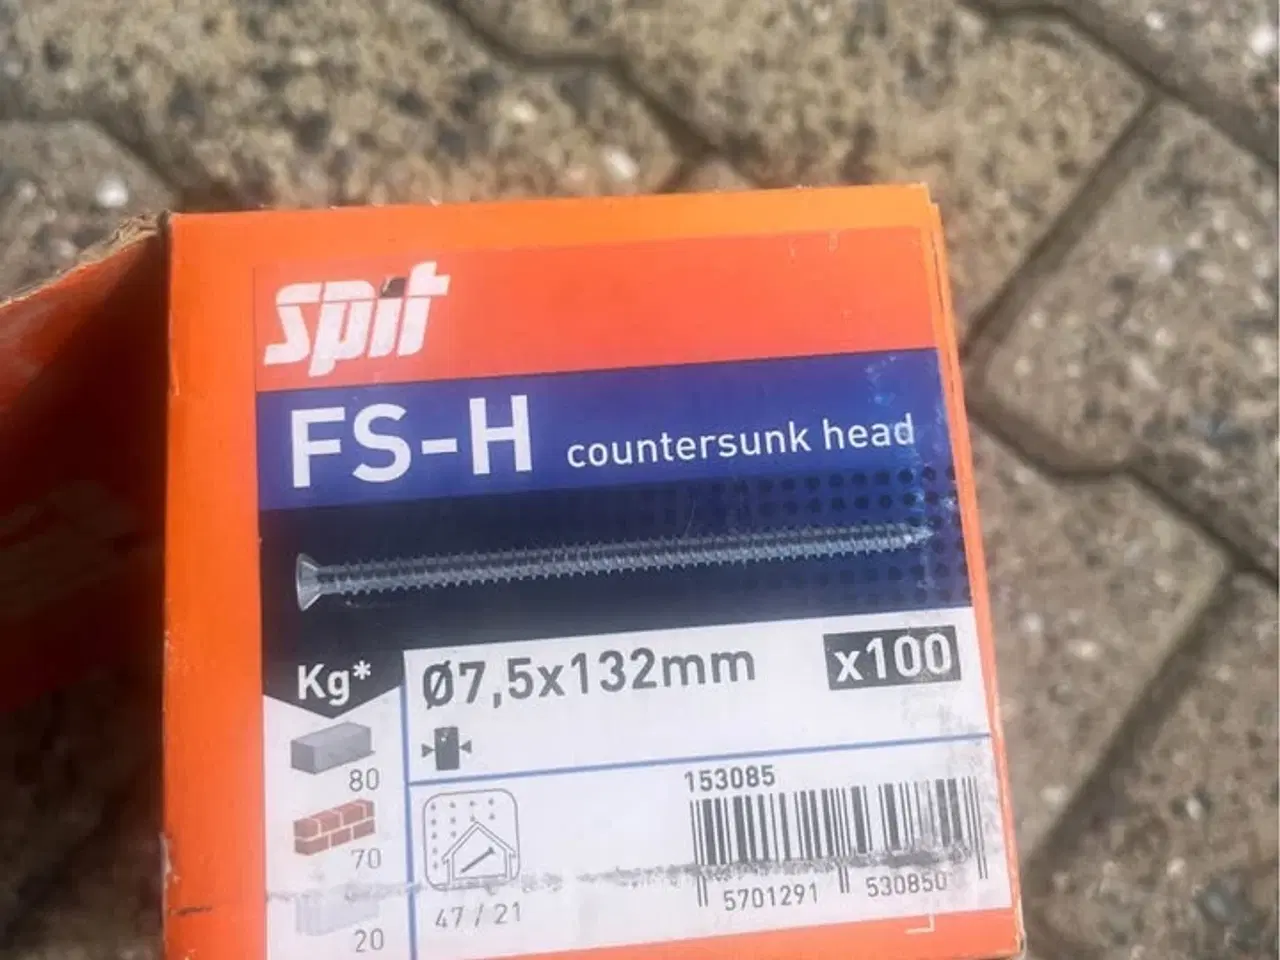 spit
FS-H countersunk head
Kg*
Ø7,5x132mm x100
80
153085
70
47 / 21
5701291 530850
20